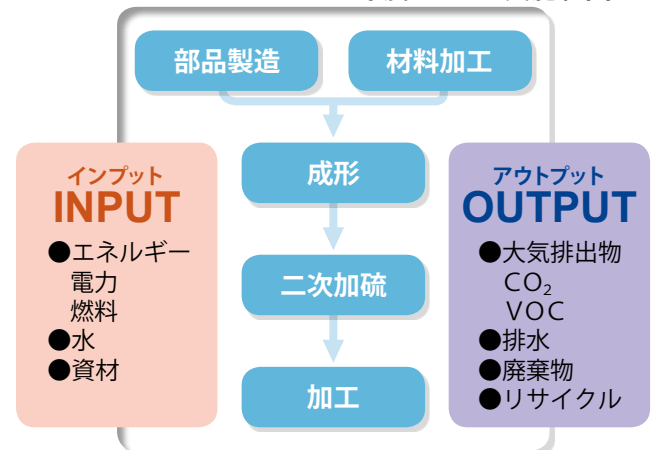 部品製造
材料加工
成形
二次加硫
加工
インプット
INPUT
●エネルギー
電力
燃料
●水
●資材
アウトプット
OUTPUT
●大気排出物
CO₂
VOC
●排水
●廃棄物
●リサイクル